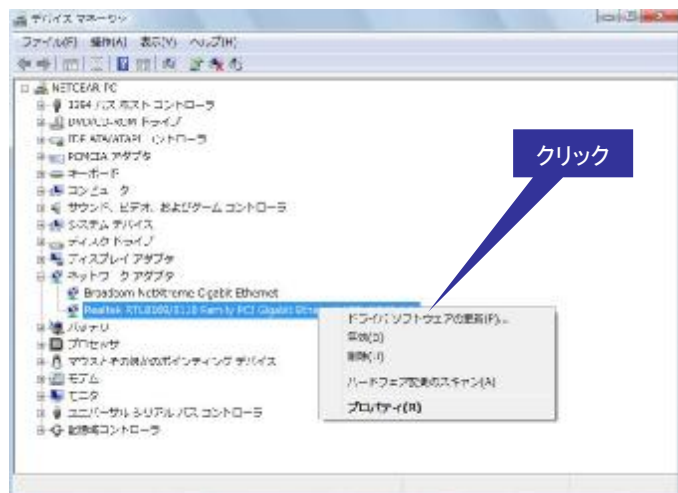 デバイス マネージャ
ファイル(F) 操作(A) 表示(V) ヘルプ(H)
NETGEAR-PC
1394 バス ホスト コントローラ
DVD/CD-ROM ドライブ
IDE ATA/ATAPI コントローラ
PCMCIA アダプタ
キーボード
コンピュータ
サウンド、ビデオ、およびゲーム コントローラ
システム デバイス
ディスク ドライブ
ディスプレイ アダプタ
ネットワーク アダプタ
Broadcom NetXtreme Gigabit Ethernet
Realtek RTL8169/8110 Family PCI Gigabit
バッテリ
プロセッサ
マウスとその他のポインティング デバイス
モデム
モニタ
ユニバーサル シリアル バス コントローラ
記憶域コントローラ
クリック
ドライバ ソフトウェアの更新(P)...
無効(D)
削除(U)
ハードウェア変更のスキャン(A)
プロパティ(R)